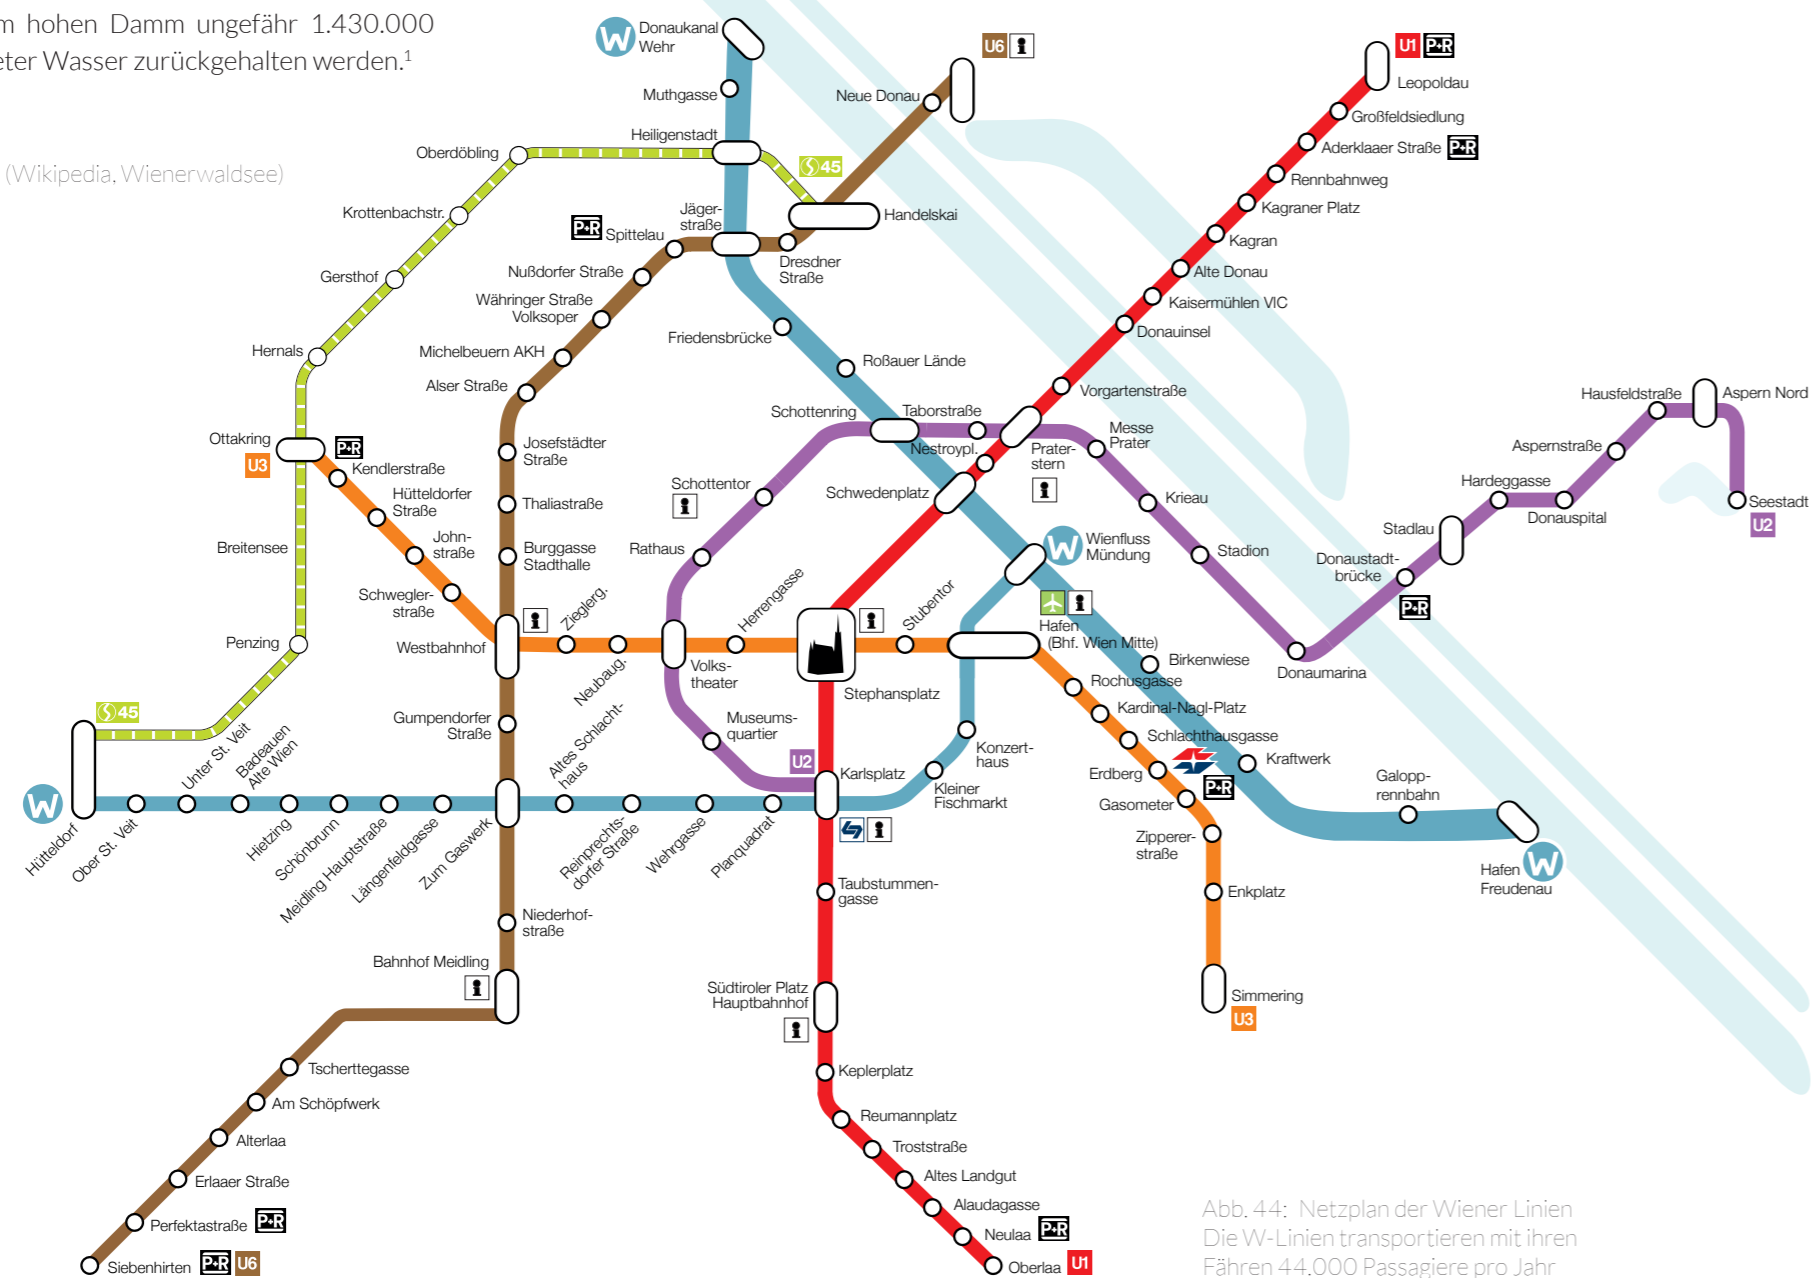 m hohen Damm ungefähr 1.430.000
eter Wasser zurückgehalten werden.¹
(Wikipedia, Wienerwaldsee)
W
Donaukanal
Wehr
Muthgasse
Heiligenstadt
Oberdöbling
S 45
Krottenbachstr.
Gersthof
Hernals
Ottakring
U3
P+R
Breitensee
Penzing
S 45
U6 i
Neue Donau
Handelskai
Dresdner
Straße
Jäger-
straße
P+R Spittelau
Nußdorfer Straße
Währinger Straße
Volksoper
Michelbeuern AKH
Alser Straße
Josefstädter
Straße
Thaliastraße
Burggasse
Stadthalle
Westbahnhof
i
Gumpendorfer
Straße
Zum Gaswerk
Niederhof-
straße
Bahnhof Meidling
i
Tscherttegasse
Am Schöpfwerk
Alterlaa
Erlaaer Straße
Perfektastraße P+R
Siebenhirten P+R U6
U1 P+R
Leopoldau
Großfeldsiedlung
Aderklaaer Straße P+R
Rennbahnweg
Kagraner Platz
Kagran
Alte Donau
Kaisermühlen VIC
Donauinsel
Vorgartenstraße
Prater-
stern
i
Nestroypl.
Schwedenplatz
Stephansplatz
i
Karlsplatz
i
Taubstummen-
gasse
Südtiroler Platz
Hauptbahnhof
i
Keplerplatz
Reumannplatz
Troststraße
Altes Landgut
Alaudagasse
Neulaa P+R
Oberlaa U1
Kendlerstraße
Hütteldorfer
Straße
John-
straße
Schwegler-
straße
Zieglerg.
Neubaug.
Volks-
theater
Herrengasse
Stubentor
i
Hafen
(Bhf. Wien Mitte)
Rochusgasse
Kardinal-Nagl-Platz
Schlachthausgasse
Erdberg
P+R
Gasometer
Zipperer-
straße
Enkplatz
Simmering
U3
U2
Museums-
quartier
Rathaus
Schottentor
i
Schottenring
Taborstraße
Messe
Prater
Krieau
Stadion
Donaumarina
Donaustadt-
brücke
P+R
Stadlau
Hardeggasse
Donauspital
Aspernstraße
Hausfeldstraße
Aspern Nord
Seestadt
U2
Friedensbrücke
Roßauer Lände
W
Wienfluss
Mündung
Birkenwiese
Kraftwerk
Galopp-
rennbahn
Hafen
Freudenau
W
W
Hütteldorf
Ober St. Veit
Unter St. Veit
Badeauen
Alte Wien
Hietzing
Schönbrunn
Meidling Hauptstraße
Längenfeldgasse
Altes Schlacht-
haus
Reinprechts-
dorfer Straße
Wehrgasse
Planquadrat
Kleiner
Fischmarkt
Konzert-
haus
Abb. 44: Netzplan der Wiener Linien
Die W-Linien transportieren mit ihren
Fähren 44.000 Passagiere pro Jahr